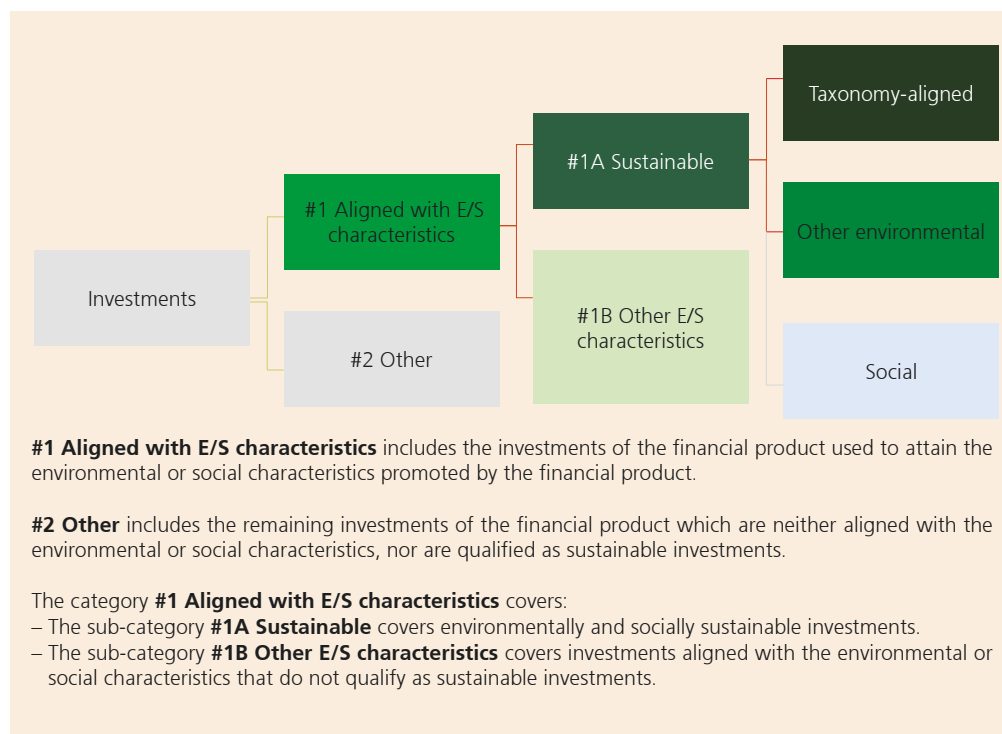 Taxonomy-aligned
#1A Sustainable
#1 Aligned with E/S
characteristics
Other environmental
Investments
#1B Other E/S
characteristics
#2 Other
Social
#1 Aligned with E/S characteristics includes the investments of the financial product used to attain the
environmental or social characteristics promoted by the financial product.
#2 Other includes the remaining investments of the financial product which are neither aligned with the
environmental or social characteristics, nor are qualified as sustainable investments.
The category #1 Aligned with E/S characteristics covers:
– The sub-category #1A Sustainable covers environmentally and socially sustainable investments.
– The sub-category #1B Other E/S characteristics covers investments aligned with the environmental or
social characteristics that do not qualify as sustainable investments.